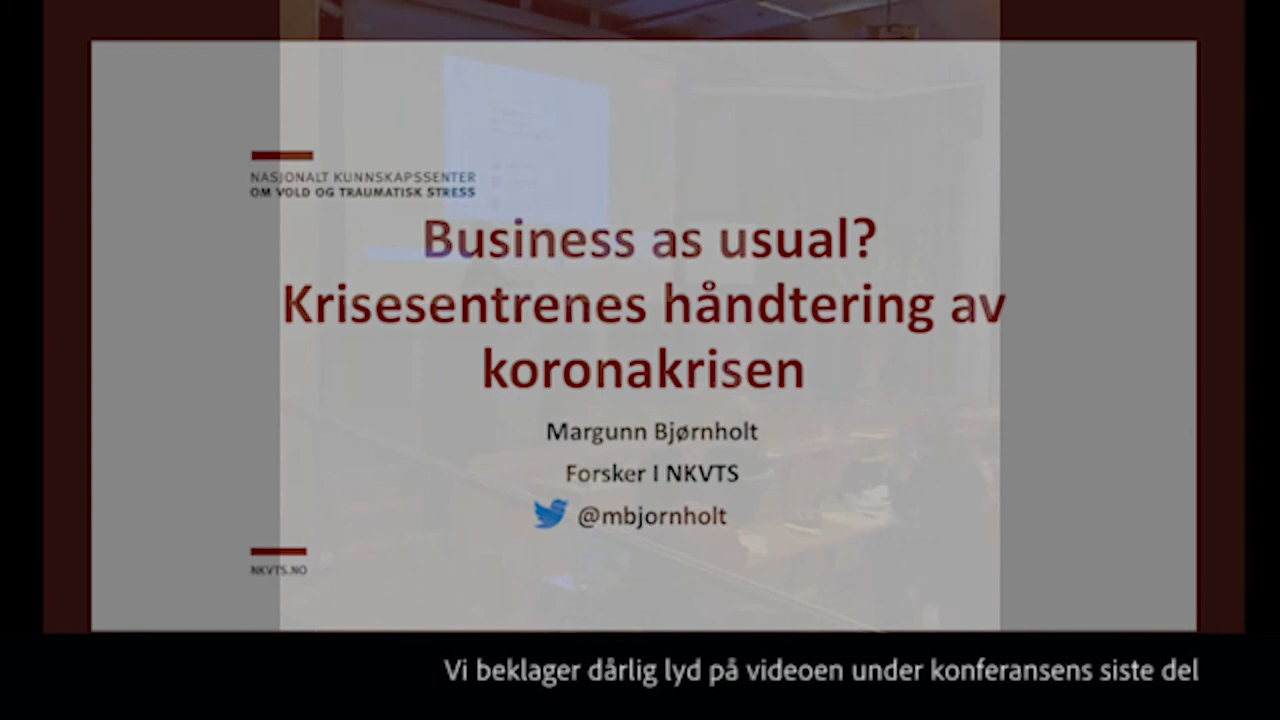 NASJONALT KUNNSKAPSSENTER
OM VOLD OG TRAUMATISK STRESS
Business as usual?
Krisesentrenes håndtering av
koronakrisen
Margunn Bjørnholt
Forsker I NKVTS
@mbjornholt
NKVTS.NO
Vi beklager dårlig lyd på videoen under konferansens siste del